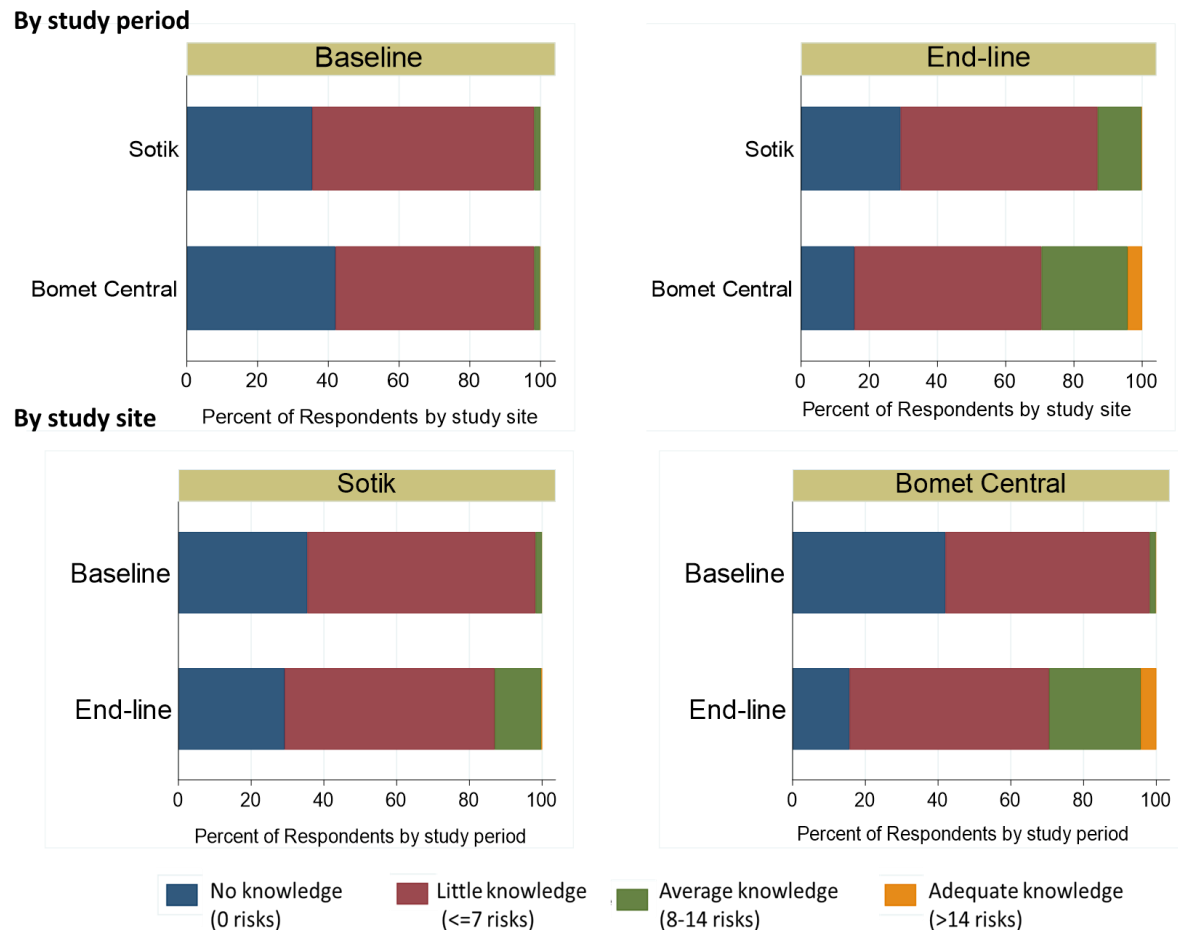 By study period
Baseline
Sotik
Bomet Central
0 20 40 60 80 100
Percent of Respondents by study site
End-line
Sotik
Bomet Central
0 20 40 60 80 100
Percent of Respondents by study site
By study site
Sotik
Baseline
End-line
0 20 40 60 80 100
Percent of Respondents by study period
Bomet Central
Baseline
End-line
0 20 40 60 80 100
Percent of Respondents by study period
No knowledge
(0 risks)
Little knowledge
(<=7 risks)
Average knowledge
(8-14 risks)
Adequate knowledge
(>14 risks)